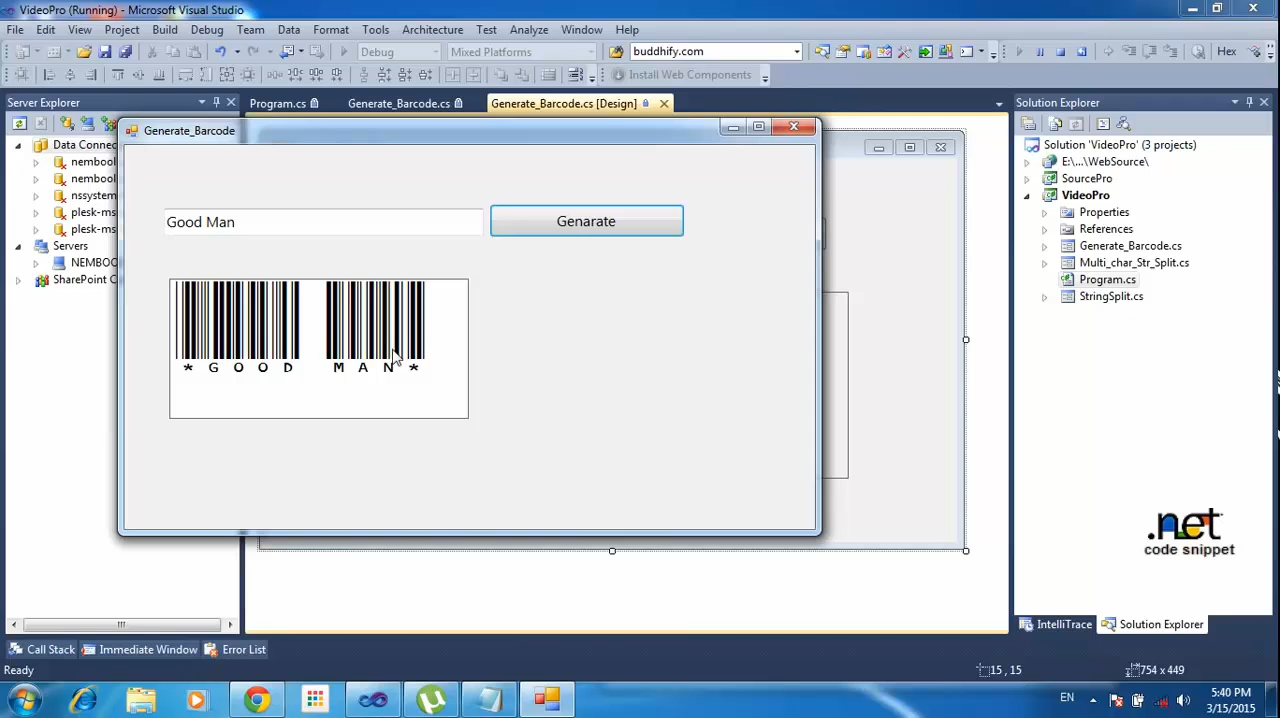 VideoPro (Running) - Microsoft Visual Studio
File Edit View Project Build Debug Team Data Format Tools Architecture Test Analyze Window Help
Debug Mixed Platforms buddhify.com Hex
Install Web Components
Server Explorer
Program.cs Generate_Barcode.cs Generate_Barcode.cs [Design]
Solution Explorer
Data Connec
nembool
nembool
nssystem
plesk-ms
plesk-ms
Servers
NEMBOO
SharePoint C
Generate_Barcode
Good Man
Genarate
* G O O D M A N *
Solution 'VideoPro' (3 projects)
E:\...\WebSource\
SourcePro
VideoPro
Properties
References
Generate_Barcode.cs
Multi_char_Str_Split.cs
Program.cs
StringSplit.cs
.net
code snippet
IntelliTrace Solution Explorer
Call Stack Immediate Window Error List
Ready 15 , 15 754 x 449
EN
5:40 PM
3/15/2015